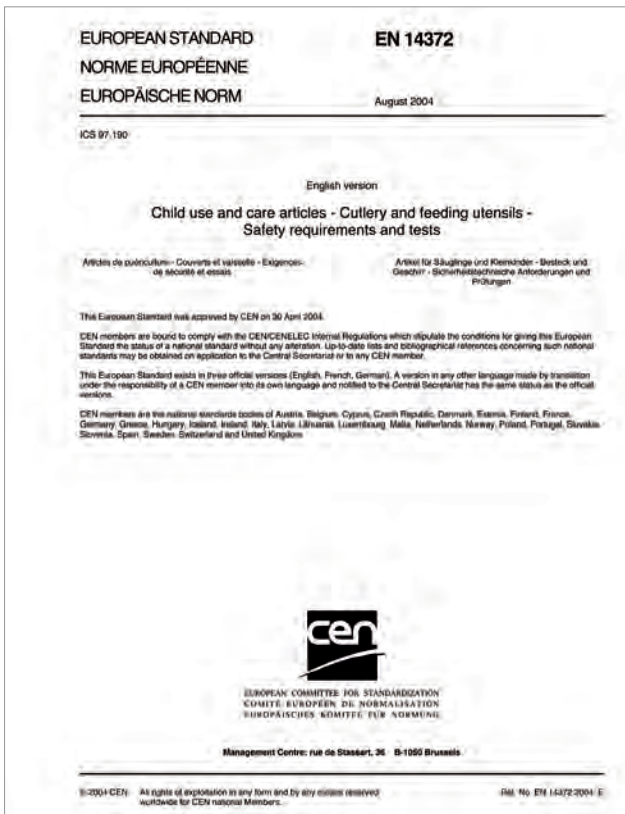 EUROPEAN STANDARD
NORME EUROPÉENNE
EUROPÄISCHE NORM
EN 14372
August 2004
ICS 97.190
English version
Child use and care articles - Cutlery and feeding utensils -
Safety requirements and tests
Articles de puériculture - Couverts et vaisselle - Exigences
de sécurité et essais
Artikel für Säuglinge und Kleinkinder - Besteck und
Geschirr - Sicherheitstechnische Anforderungen und
Prüfungen
This European Standard was approved by CEN on 30 April 2004.
CEN members are bound to comply with the CEN/CENELEC Internal Regulations which stipulate the conditions for giving this European
Standard the status of a national standard without any alteration. Up-to-date lists and bibliographical references concerning such national
standards may be obtained on application to the Central Secretariat or to any CEN member.
This European Standard exists in three official versions (English, French, German). A version in any other language made by translation
under the responsibility of a CEN member into its own language and notified to the Central Secretariat has the same status as the official
versions.
CEN members are the national standards bodies of Austria, Belgium, Cyprus, Czech Republic, Denmark, Estonia, Finland, France,
Germany, Greece, Hungary, Iceland, Ireland, Italy, Latvia, Lithuania, Luxembourg, Malta, Netherlands, Norway, Poland, Portugal, Slovakia,
Slovenia, Spain, Sweden, Switzerland and United Kingdom.
cen
EUROPEAN COMMITTEE FOR STANDARDIZATION
COMITÉ EUROPÉEN DE NORMALISATION
EUROPÄISCHES KOMITEE FÜR NORMUNG
Management Centre: rue de Stassart, 36 B-1050 Brussels
© 2004 CEN All rights of exploitation in any form and by any means reserved
worldwide for CEN national Members.
Ref. No. EN 14372:2004: E